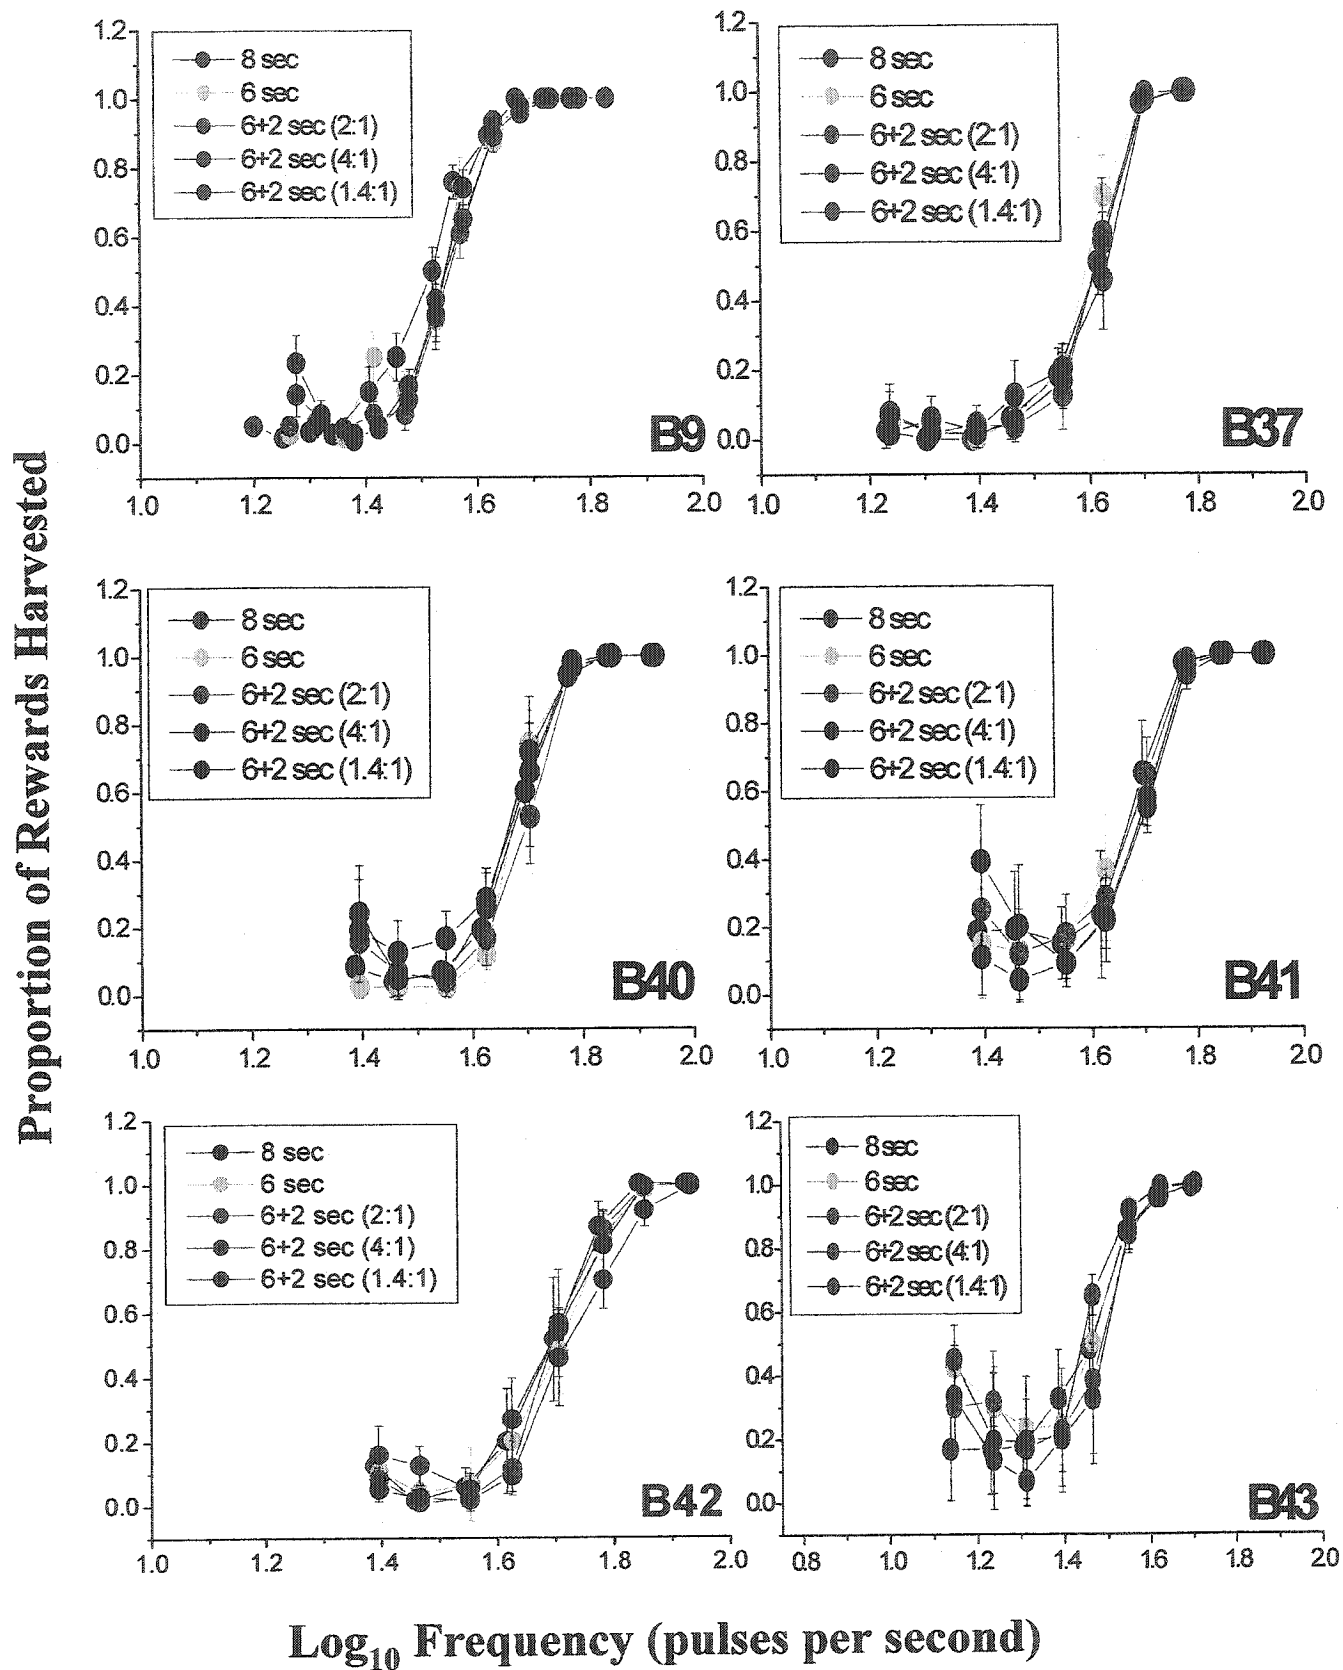 Proportion of Rewards Harvested
1.2
1.0
0.8
0.6
0.4
0.2
0.0
8 sec
6 sec
6+2 sec (2:1)
6+2 sec (4:1)
6+2 sec (1.4:1)
B9
1.0 1.2 1.4 1.6 1.8 2.0
1.2
1.0
0.8
0.6
0.4
0.2
0.0
8 sec
6 sec
6+2 sec (2:1)
6+2 sec (4:1)
6+2 sec (1.4:1)
B37
1.0 1.2 1.4 1.6 1.8 2.0
1.2
1.0
0.8
0.6
0.4
0.2
0.0
8 sec
6 sec
6+2 sec (2:1)
6+2 sec (4:1)
6+2 sec (1.4:1)
B40
1.0 1.2 1.4 1.6 1.8 2.0
1.2
1.0
0.8
0.6
0.4
0.2
0.0
8 sec
6 sec
6+2 sec (2:1)
6+2 sec (4:1)
6+2 sec (1.4:1)
B41
1.0 1.2 1.4 1.6 1.8 2.0
1.2
1.0
0.8
0.6
0.4
0.2
0.0
8 sec
6 sec
6+2 sec (2:1)
6+2 sec (4:1)
6+2 sec (1.4:1)
B42
1.0 1.2 1.4 1.6 1.8 2.0
1.2
1.0
0.8
0.6
0.4
0.2
0.0
8 sec
6 sec
6+2 sec (2:1)
6+2 sec (4:1)
6+2 sec (1.4:1)
B43
0.8 1.0 1.2 1.4 1.6 1.8 2.0
Log₁₀ Frequency (pulses per second)